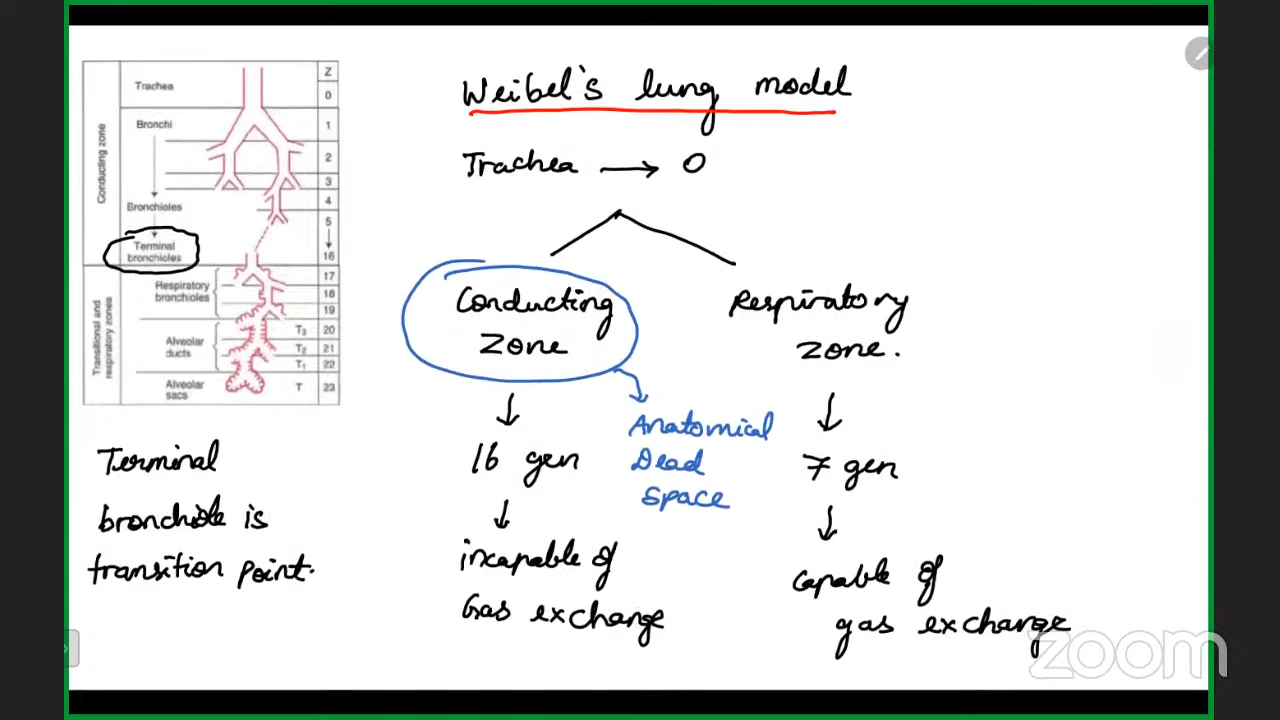 Weibel's lung model
Trachea → 0
Conducting
Zone
Respiratory
zone.
16 gen
7 gen
Anatomical
Dead
Space
incapable of
Gas exchange
capable of
gas exchange
Terminal
bronchiole is
transition point.
Conducting zone
Transitional and
respiratory zones
Trachea
Bronchi
Bronchioles
Terminal
bronchioles
Respiratory
bronchioles
Alveolar
ducts
Alveolar
sacs
Z
0
1
2
3
4
5
16
17
18
19
T₃ 20
T₂ 21
T₁ 22
T 23
zoom